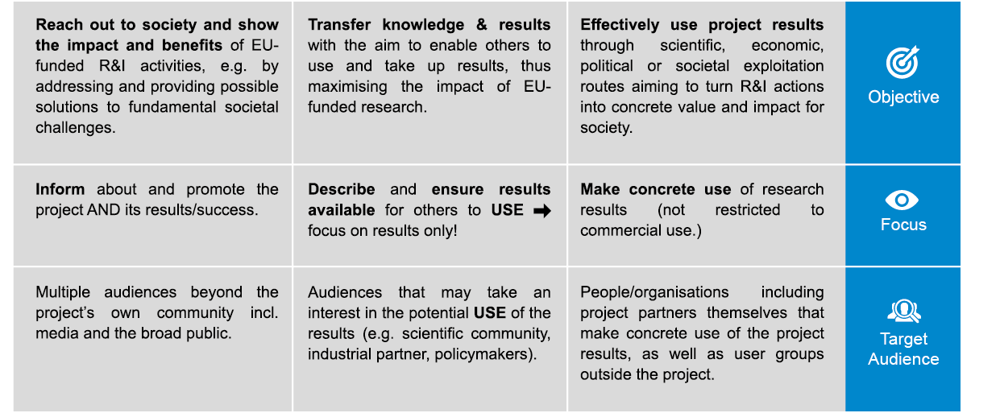 Reach out to society and show
the impact and benefits of EU-
funded R&I activities, e.g. by
addressing and providing possible
solutions to fundamental societal
challenges.
Transfer knowledge & results
with the aim to enable others to
use and take up results, thus
maximising the impact of EU-
funded research.
Effectively use project results
through scientific, economic,
political or societal exploitation
routes aiming to turn R&I actions
into concrete value and impact for
society.
Objective
Inform about and promote the
project AND its results/success.
Describe and ensure results
available for others to USE ➡
focus on results only!
Make concrete use of research
results (not restricted to
commercial use.)
Focus
Multiple audiences beyond the
project’s own community incl.
media and the broad public.
Audiences that may take an
interest in the potential USE of the
results (e.g. scientific community,
industrial partner, policymakers).
People/organisations including
project partners themselves that
make concrete use of the project
results, as well as user groups
outside the project.
Target
Audience